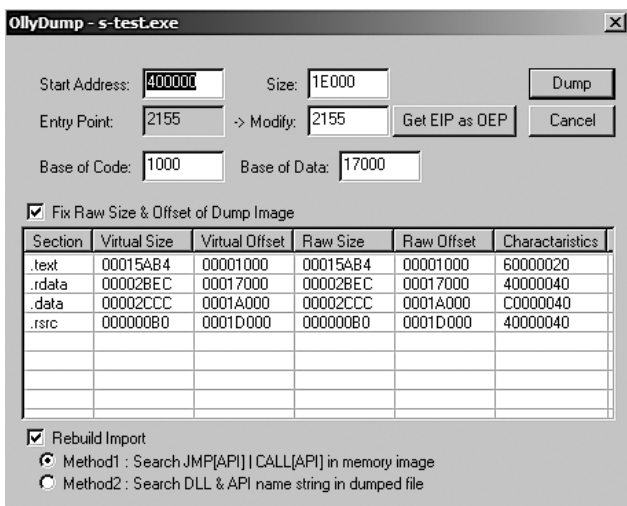 OllyDump - s-test.exe
Start Address: 400000 Size: 1E000 Dump
Entry Point: 2155 -> Modify: 2155 Get EIP as OEP Cancel
Base of Code: 1000 Base of Data: 17000
Fix Raw Size & Offset of Dump Image
Section Virtual Size Virtual Offset Raw Size Raw Offset Charactaristics
.text 00015AB4 00001000 00015AB4 00001000 60000020
.rdata 00002BEC 00017000 00002BEC 00017000 40000040
.data 00002CCC 0001A000 00002CCC 0001A000 C0000040
.rsrc 000000B0 0001D000 000000B0 0001D000 40000040
Rebuild Import
Method1 : Search JMP[API] | CALL[API] in memory image
Method2 : Search DLL & API name string in dumped file